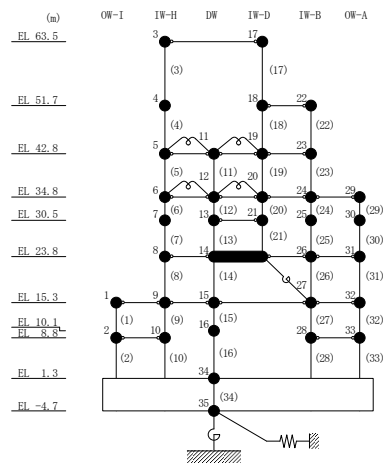 (m) OW-I IW-H DW IW-D IW-B OW-A
EL 63.5 3 17
(3) (17)
EL 51.7 4 18 22
(4) 11 19 (18) (22)
EL 42.8 5 23
(5) 12 (11) 20 (19) (23)
EL 34.8 6 24 29
(6) (12) (20) (24) (29)
EL 30.5 7 13 21 25 30
(7) (13) (21) (25) (30)
EL 23.8 8 14 26 31
(8) (14) (26) (31)
27
EL 15.3 1 9 15 32
(1) (9) (15) (27) (32)
EL 10.1 16
EL 8.8 2 10 28 33
(2) (10) (16) (28) (33)
EL 1.3 34
(34)
EL -4.7 35